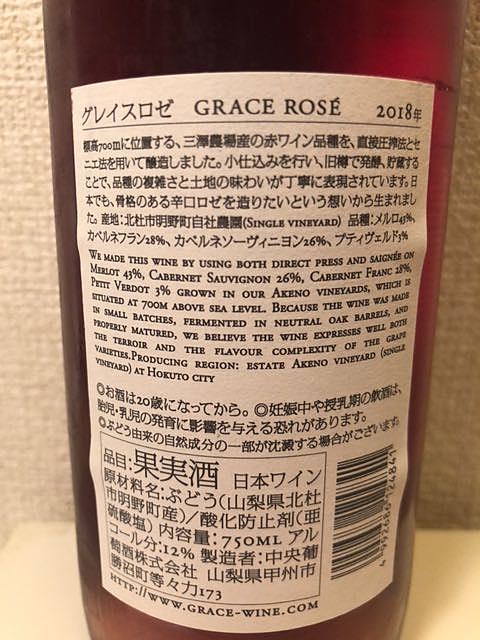 グレイスロゼ GRACE ROSÉ 2018年
標高700mに位置する、三澤農場産の赤ワイン品種を、直接圧搾法とセ
ニエ法を用いて醸造しました。小仕込みを行い、旧樽で発酵、貯蔵する
ことで、品種の複雑さと土地の味わいが丁寧に表現されています。日
本でも、骨格のある辛口ロゼを造りたいという想いから生まれまし
た。産地:北杜市明野町自社農園(SINGLE VINEYARD) 品種:メルロ43%、
カベルネフラン28%、カベルネソーヴィニヨン26%、プティヴェルド3%
WE MADE THIS WINE BY USING BOTH DIRECT PRESS AND SAIGNÉE ON
MERLOT 43%, CABERNET SAUVIGNON 26%, CABERNET FRANC 28%,
PETIT VERDOT 3% GROWN IN OUR AKENO VINEYARDS, WHICH IS
SITUATED AT 700M ABOVE SEA LEVEL. BECAUSE THE WINE WAS MADE
IN SMALL BATCHES, FERMENTED IN NEUTRAL OAK BARRELS, AND
PROPERLY MATURED, WE BELIEVE THE WINE EXPRESSES WELL BOTH
THE TERROIR AND THE FLAVOUR COMPLEXITY OF THE GRAPE
VARIETIES.PRODUCING REGION: ESTATE AKENO VINEYARD (SINGLE
VINEYARD) AT HOKUTO CITY
◎お酒は20歳になってから。◎妊娠中や授乳期の飲酒は、
胎児・乳児の発育に影響を与える恐れがあります。
◎ぶどう由来の自然成分の一部が沈澱する場合がございます。
品目:果実酒 日本ワイン
原材料名:ぶどう(山梨県北杜
市明野町産)/酸化防止剤(亜
硫酸塩) 内容量:750ML アル
コール分:12% 製造者:中央葡
萄酒株式会社 山梨県甲州市
勝沼町等々力173
HTTP://WWW.GRACE-WINE.COM